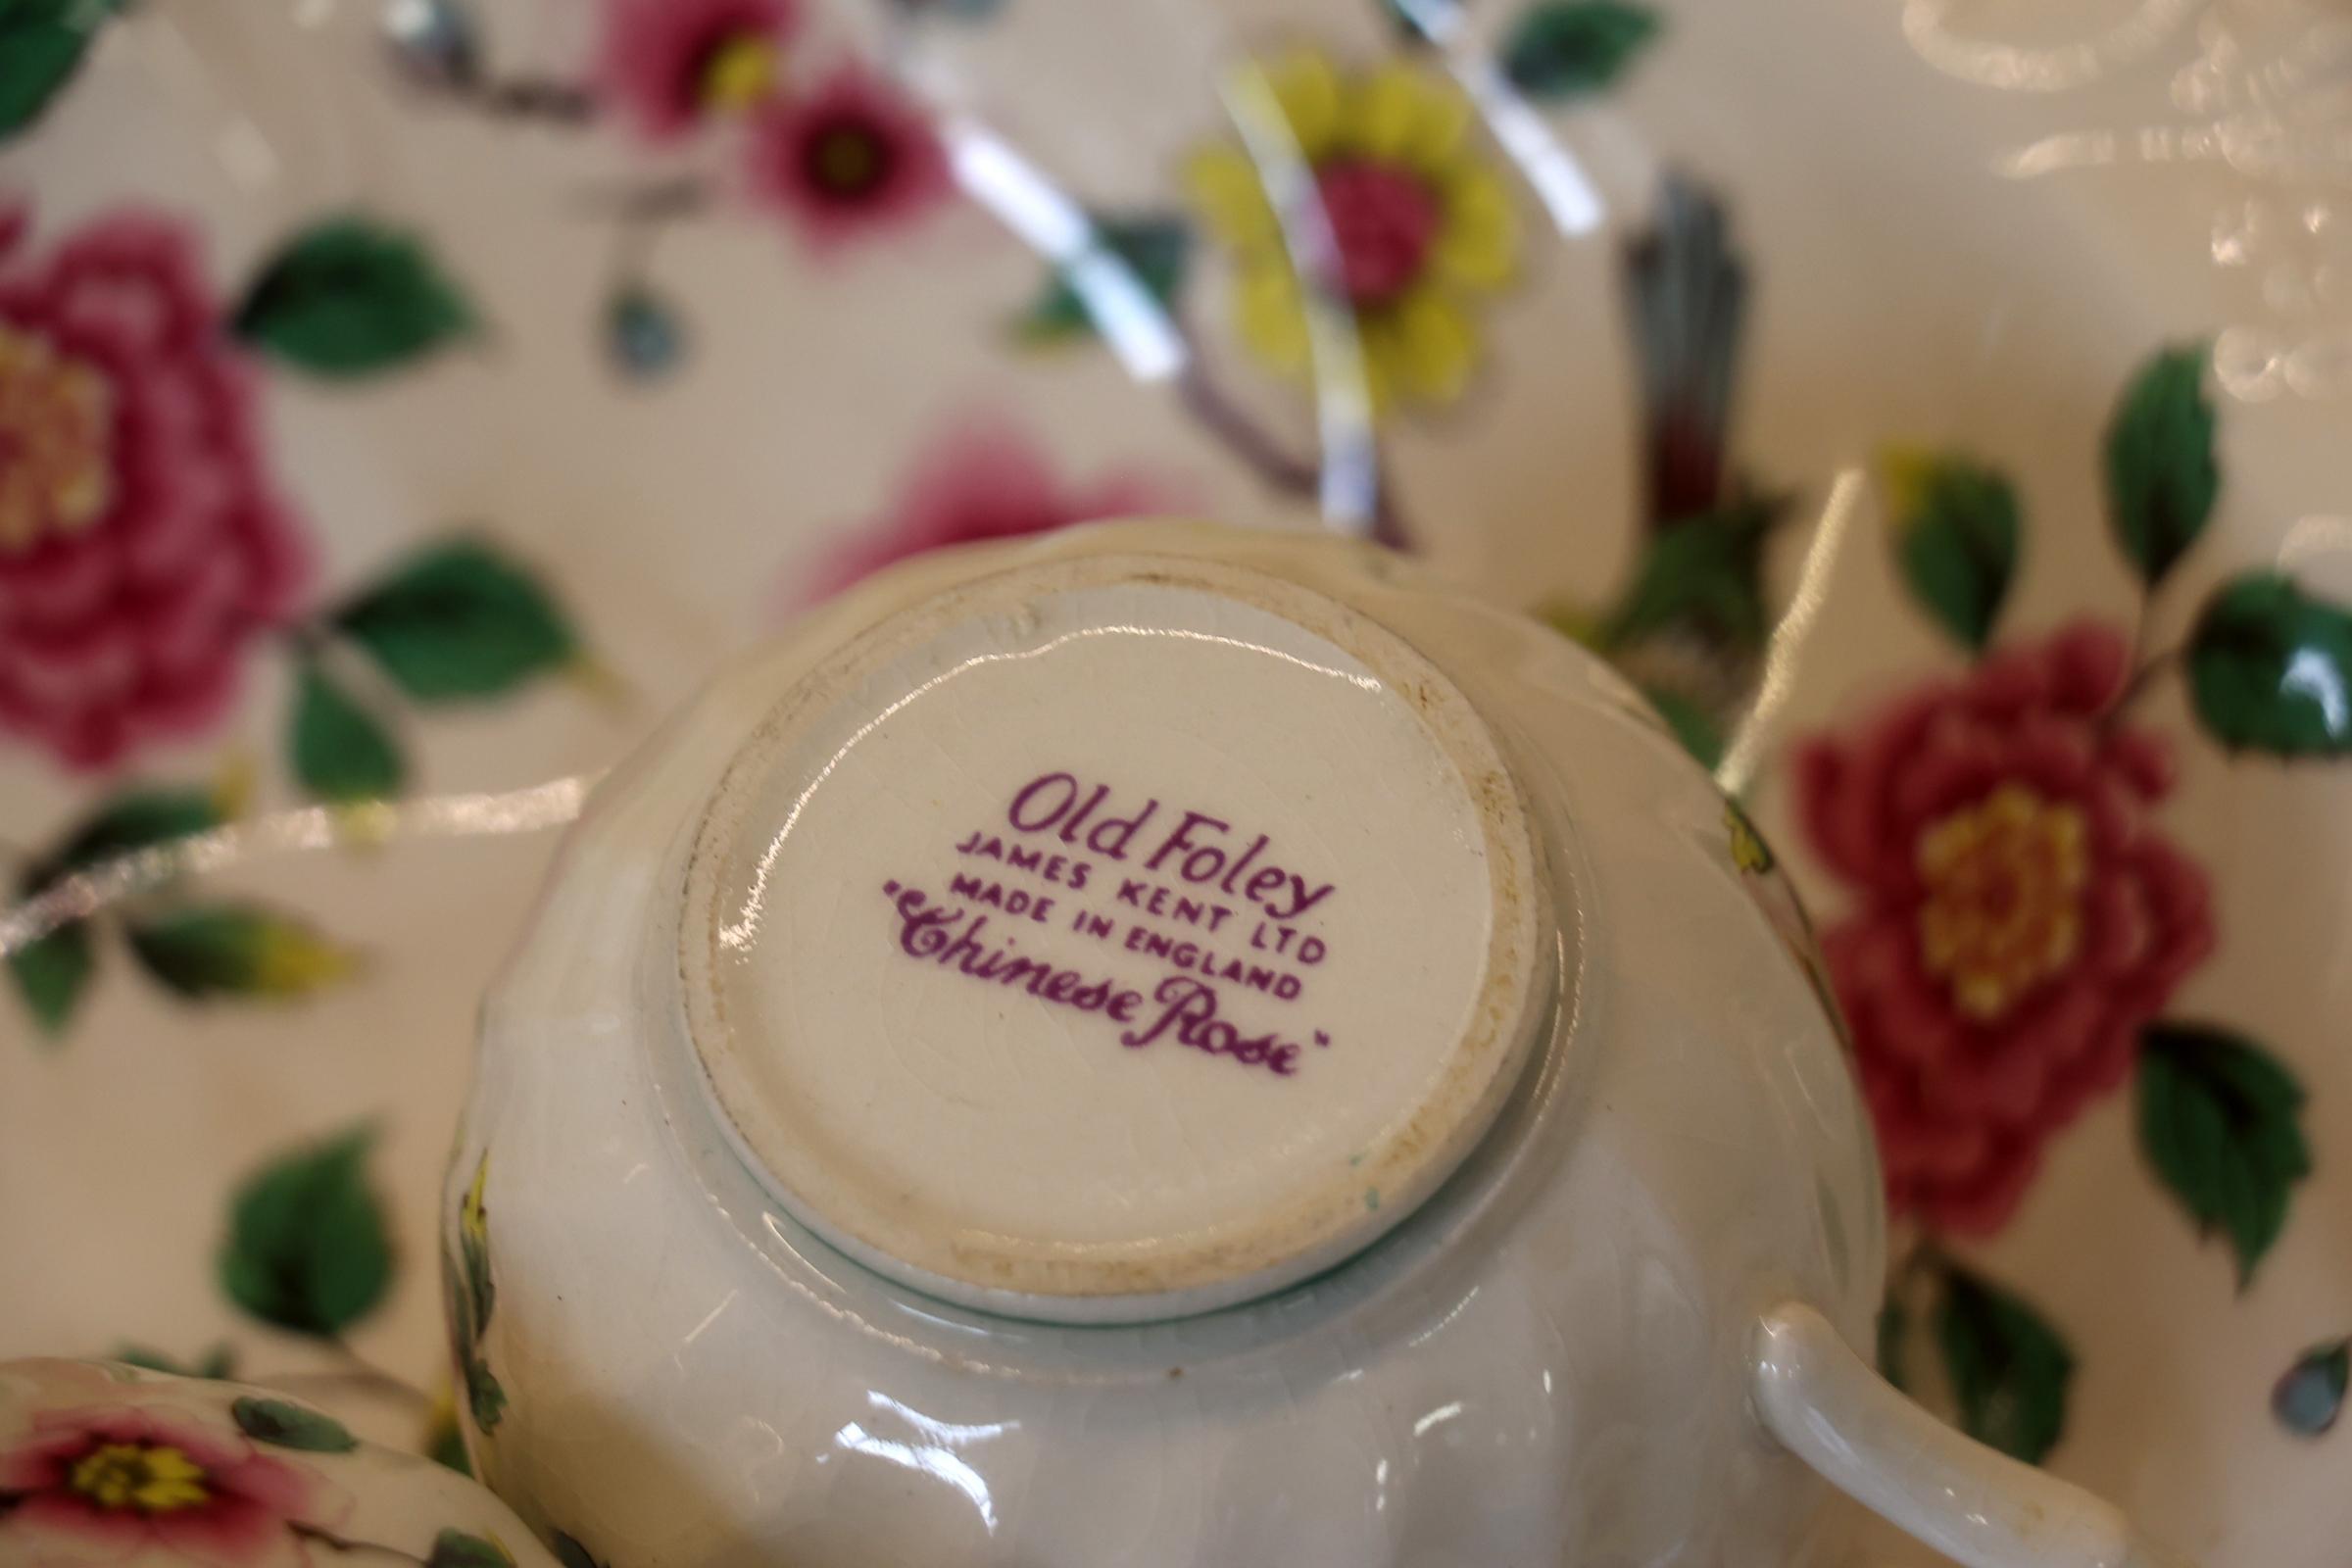 Old Foley
JAMES KENT LTD
MADE IN ENGLAND
"Chinese Rose"